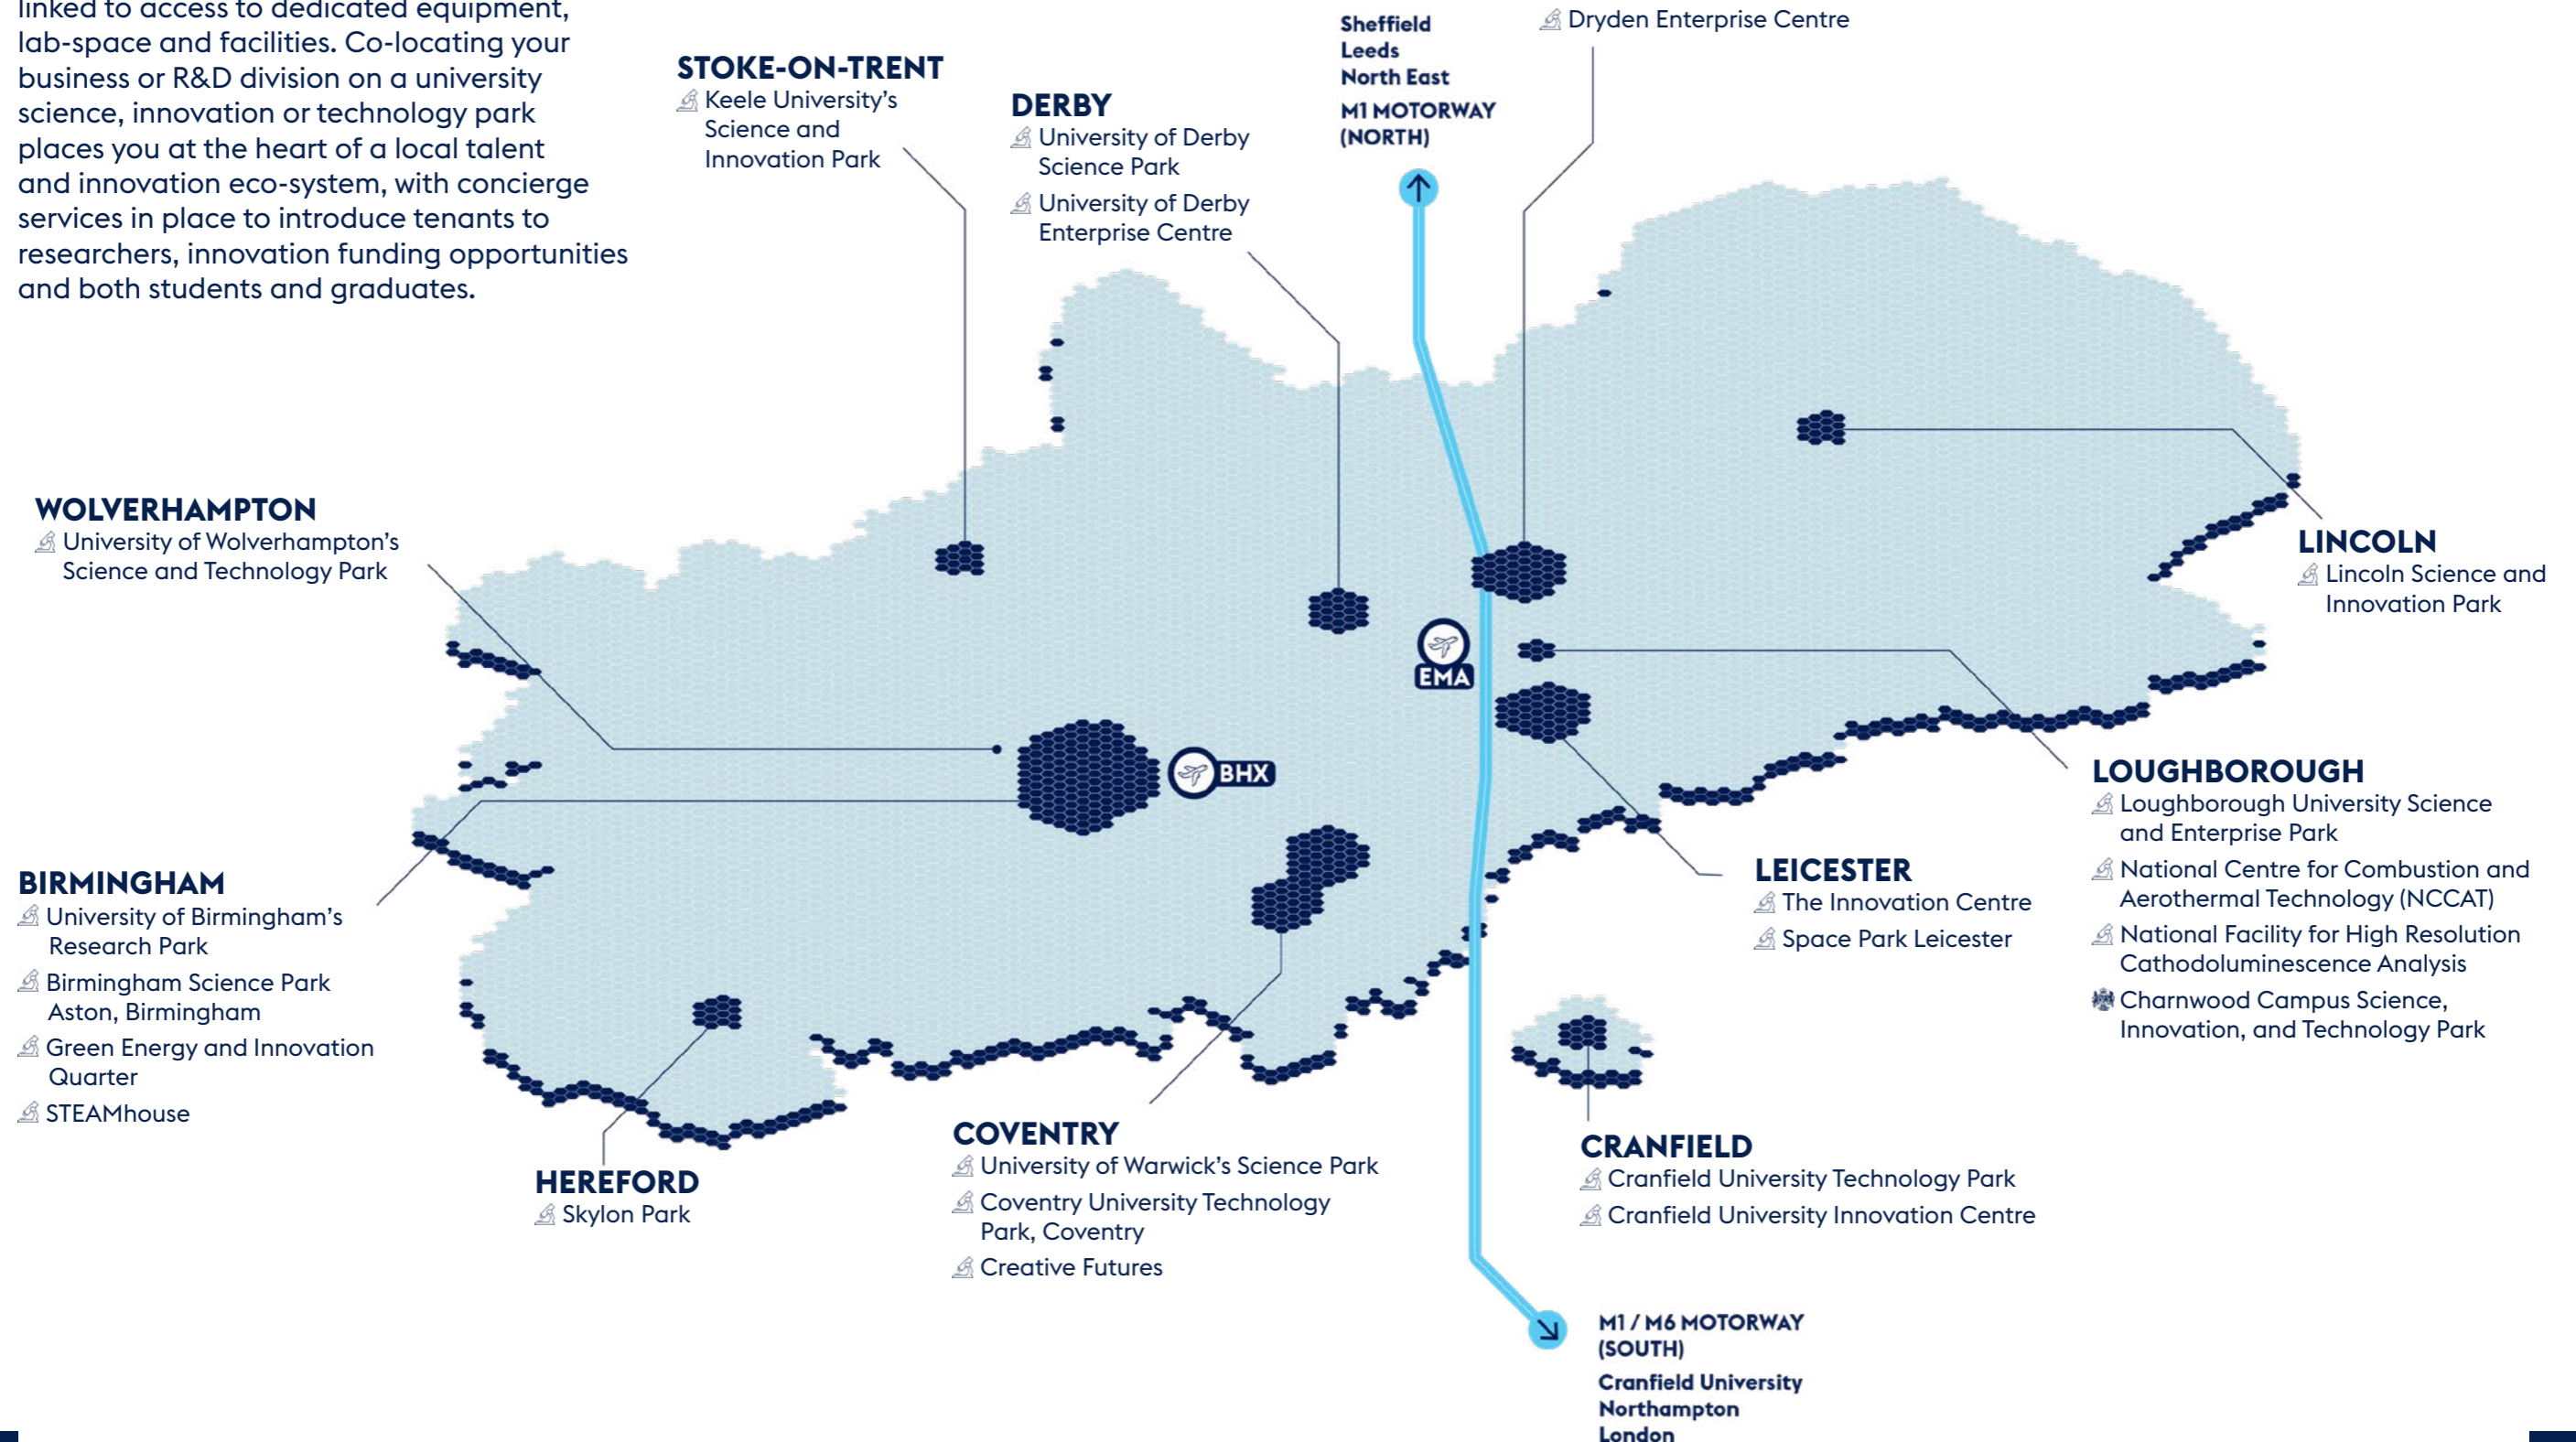 linked to access to dedicated equipment,
lab-space and facilities. Co-locating your
business or R&D division on a university
science, innovation or technology park
places you at the heart of a local talent
and innovation eco-system, with concierge
services in place to introduce tenants to
researchers, innovation funding opportunities
and both students and graduates.
STOKE-ON-TRENT
Keele University's
Science and
Innovation Park
DERBY
University of Derby
Science Park
University of Derby
Enterprise Centre
Sheffield
Leeds
North East
M1 MOTORWAY
(NORTH)
Dryden Enterprise Centre
WOLVERHAMPTON
University of Wolverhampton's
Science and Technology Park
LINCOLN
Lincoln Science and
Innovation Park
EMA
BHX
BIRMINGHAM
University of Birmingham's
Research Park
Birmingham Science Park
Aston, Birmingham
Green Energy and Innovation
Quarter
STEAMhouse
LEICESTER
The Innovation Centre
Space Park Leicester
LOUGHBOROUGH
Loughborough University Science
and Enterprise Park
National Centre for Combustion and
Aerothermal Technology (NCCAT)
National Facility for High Resolution
Cathodoluminescence Analysis
Charnwood Campus Science,
Innovation, and Technology Park
HEREFORD
Skylon Park
COVENTRY
University of Warwick's Science Park
Coventry University Technology
Park, Coventry
Creative Futures
CRANFIELD
Cranfield University Technology Park
Cranfield University Innovation Centre
M1 / M6 MOTORWAY
(SOUTH)
Cranfield University
Northampton
London